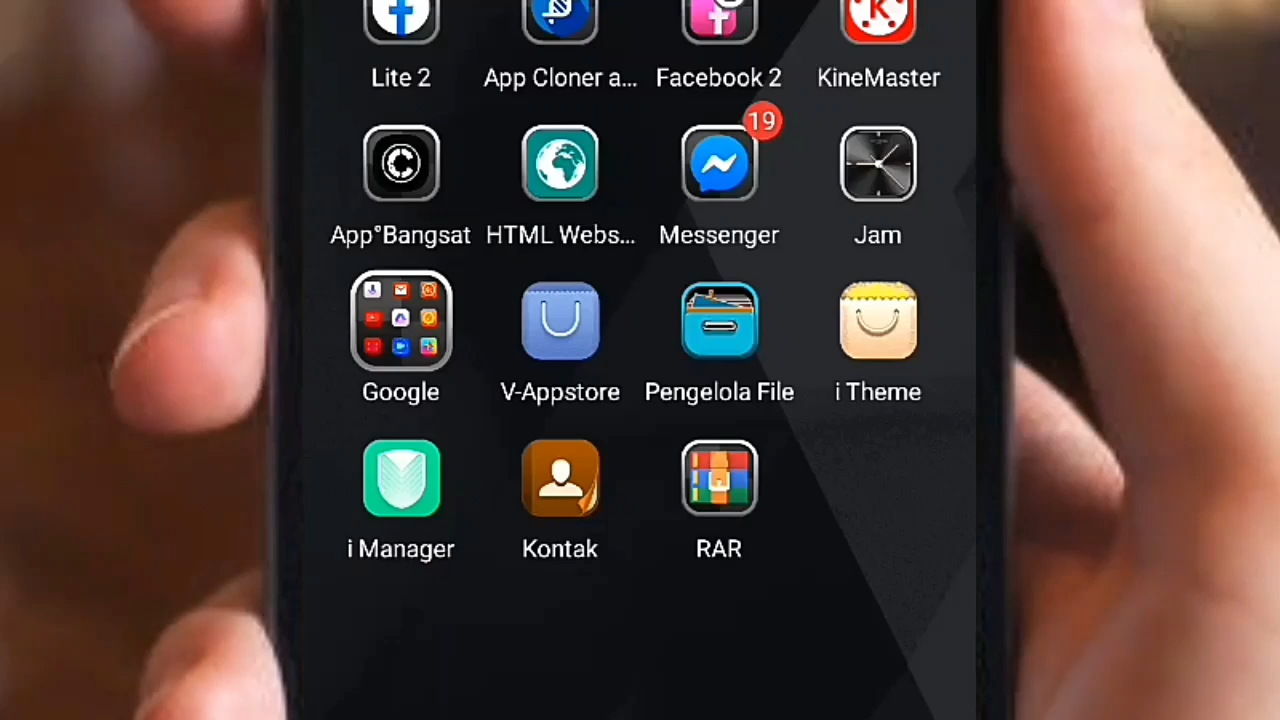 Lite 2
App Cloner a...
Facebook 2
KineMaster
19
App°Bangsat
HTML Webs...
Messenger
Jam
Google
V-Appstore
Pengelola File
i Theme
i Manager
Kontak
RAR